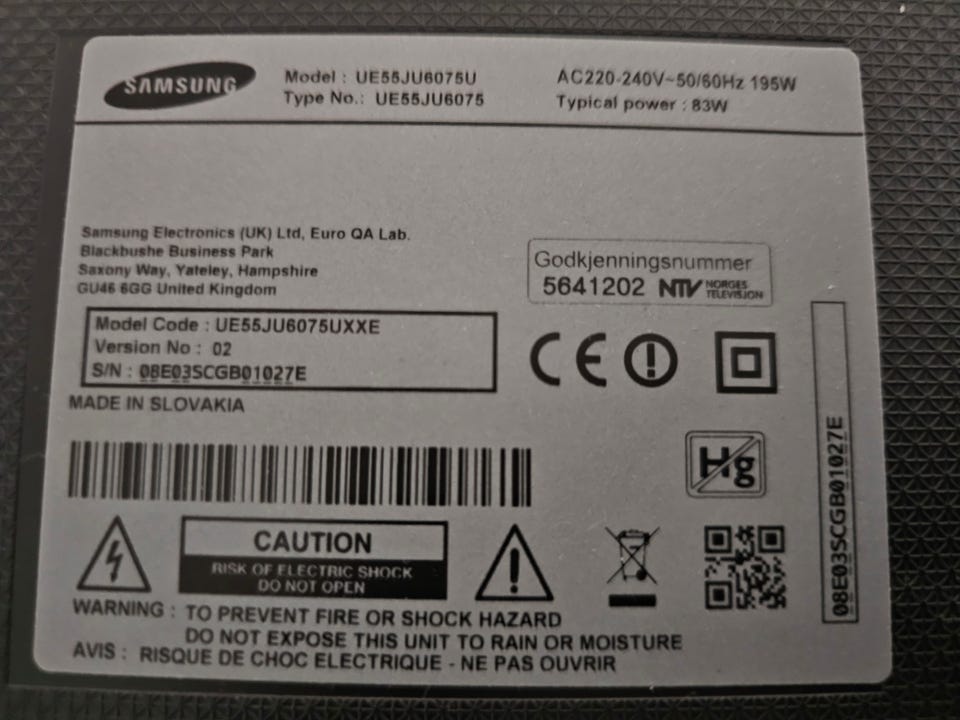 SAMSUNG
Model : UE55JU6075U
Type No.: UE55JU6075
AC220-240V~50/60Hz 195W
Typical power : 83W
Samsung Electronics (UK) Ltd, Euro QA Lab.
Blackbushe Business Park
Saxony Way, Yateley, Hampshire
GU46 6GG United Kingdom
Godkjenningsnummer
5641202 NTV NORGES
TELEVISJON
Model Code : UE55JU6075UXXE
Version No : 02
S/N : 08E03SCGB01027E
MADE IN SLOVAKIA
CE
Hg
08E03SCGB01027E
CAUTION
RISK OF ELECTRIC SHOCK
DO NOT OPEN
WARNING : TO PREVENT FIRE OR SHOCK HAZARD
DO NOT EXPOSE THIS UNIT TO RAIN OR MOISTURE
AVIS : RISQUE DE CHOC ELECTRIQUE - NE PAS OUVRIR